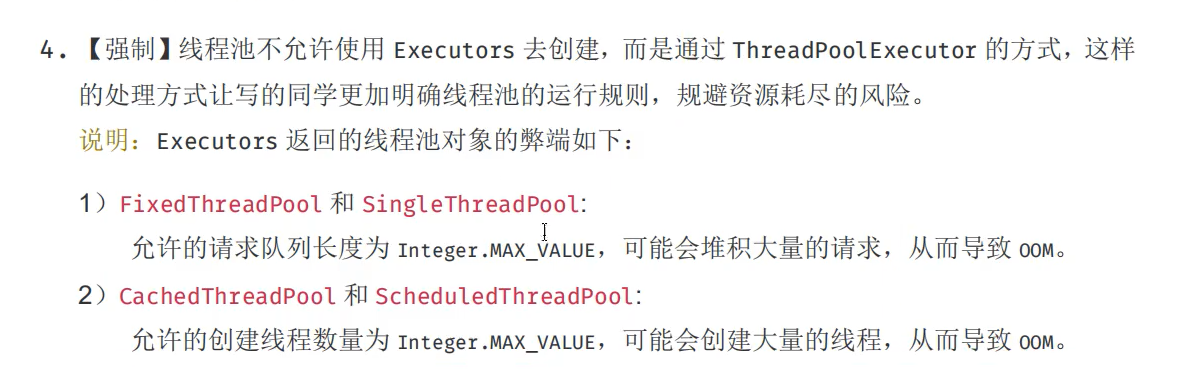 4. 【强制】线程池不允许使用 Executors 去创建，而是通过 ThreadPoolExecutor 的方式，这样
的处理方式让写的同学更加明确线程池的运行规则，规避资源耗尽的风险。
说明：Executors 返回的线程池对象的弊端如下：
1）FixedThreadPool 和 SingleThreadPool:
允许的请求队列长度为 Integer.MAX_VALUE，可能会堆积大量的请求，从而导致 OOM。
2）CachedThreadPool 和 ScheduledThreadPool:
允许的创建线程数量为 Integer.MAX_VALUE，可能会创建大量的线程，从而导致 OOM。